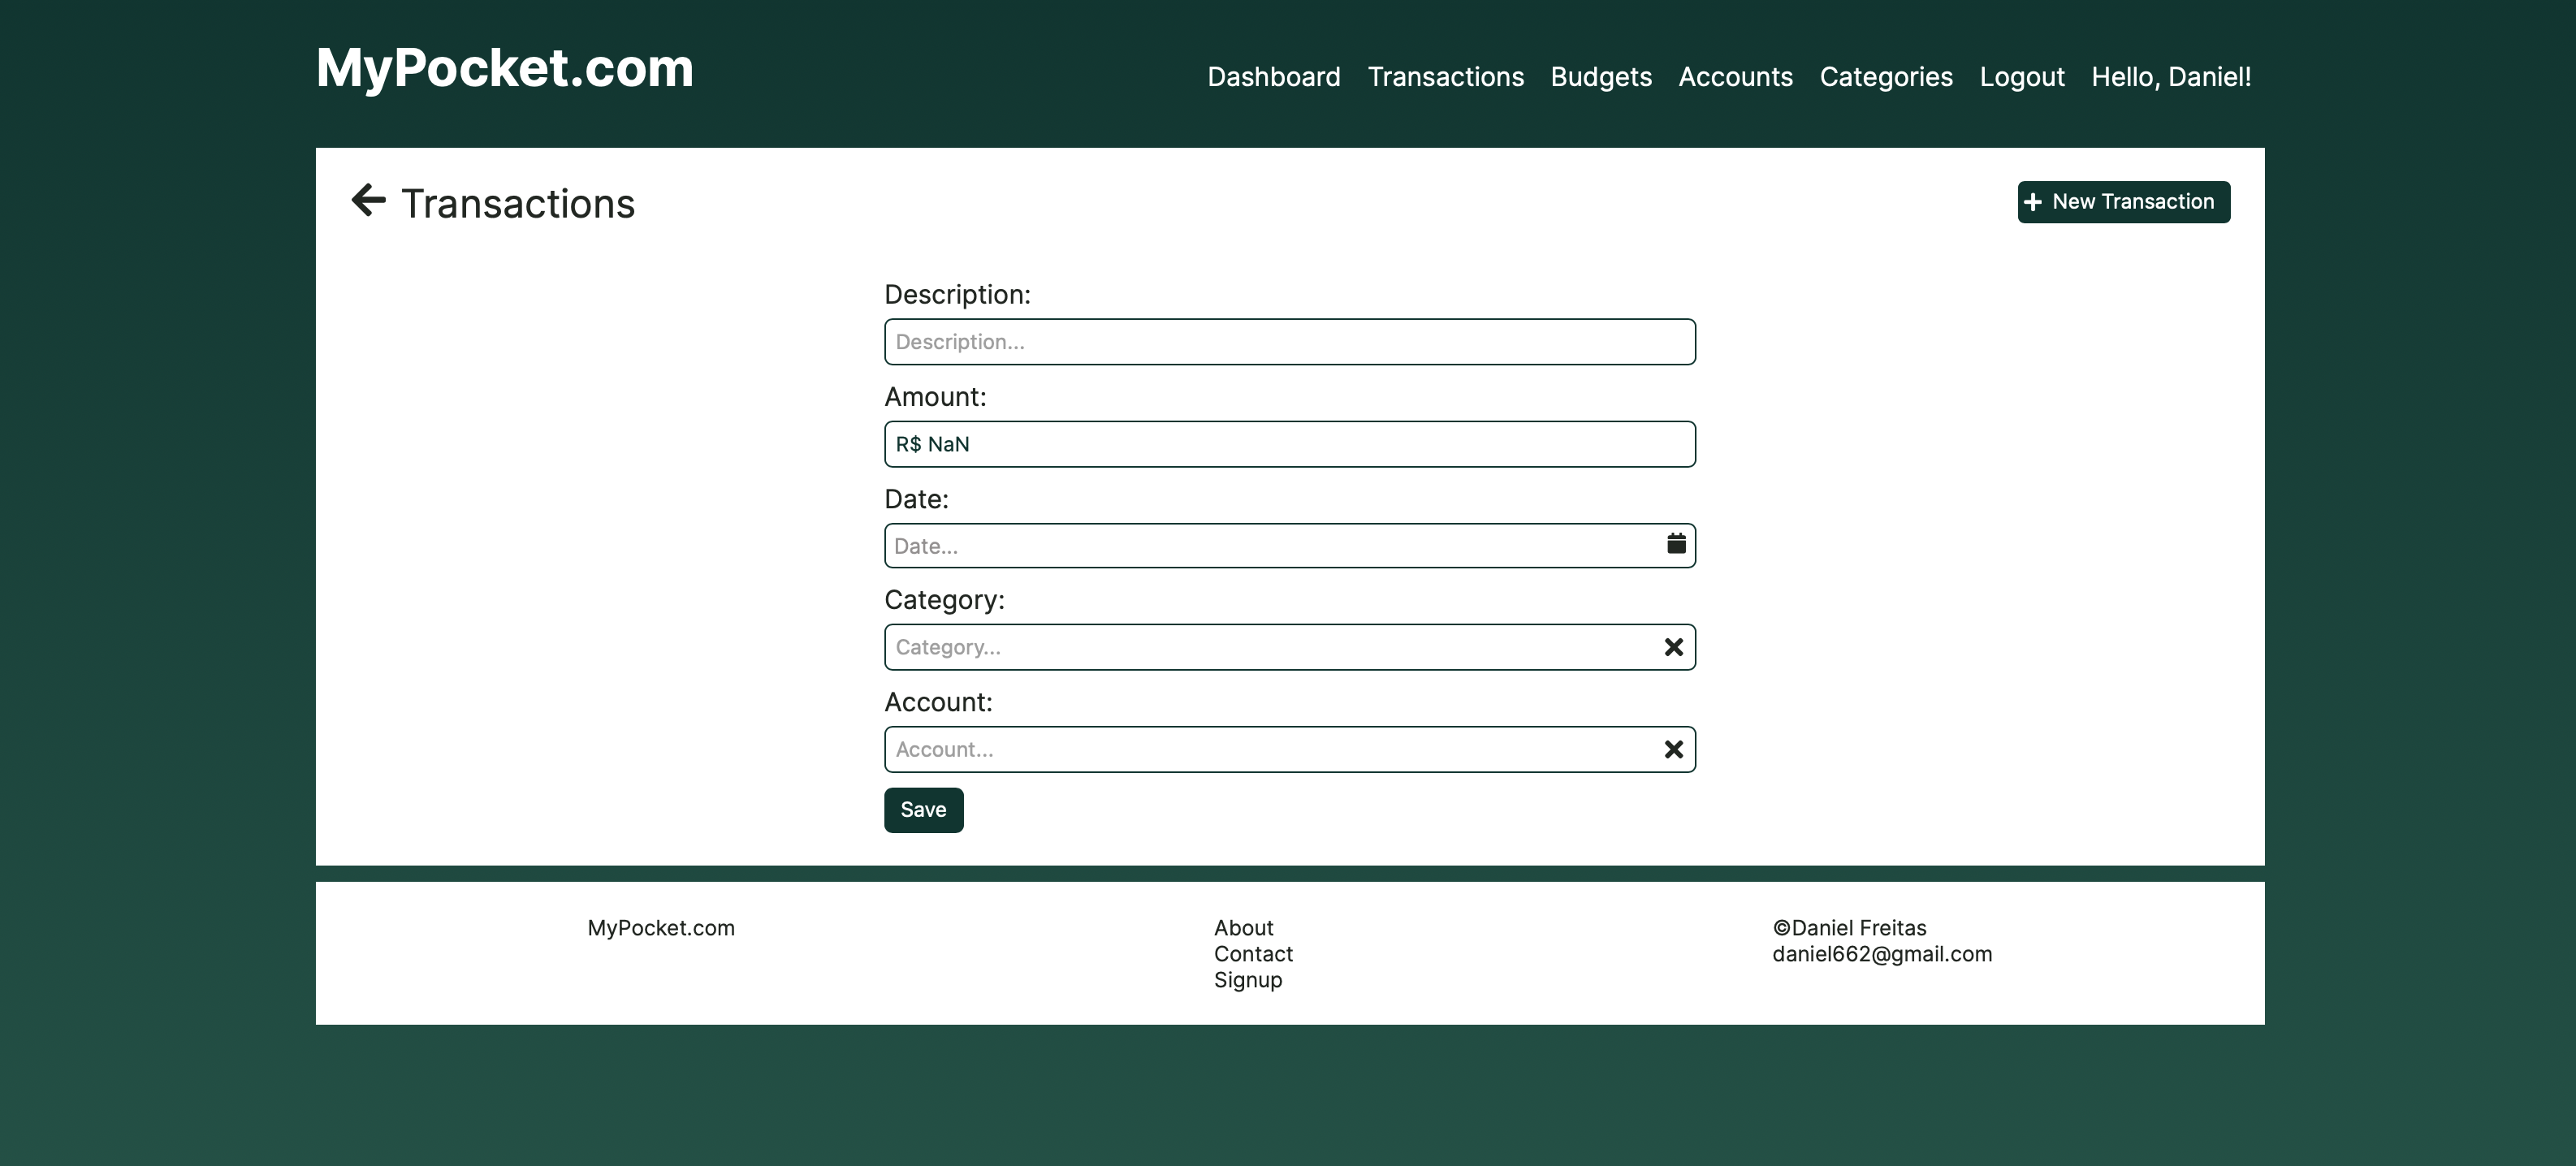 MyPocket.com
Dashboard Transactions Budgets Accounts Categories Logout Hello, Daniel!
Transactions
New Transaction
Description:
Description...
Amount:
R$ NaN
Date:
Date...
Category:
Category...
Account:
Account...
Save
MyPocket.com
About
Contact
Signup
©Daniel Freitas
daniel662@gmail.com